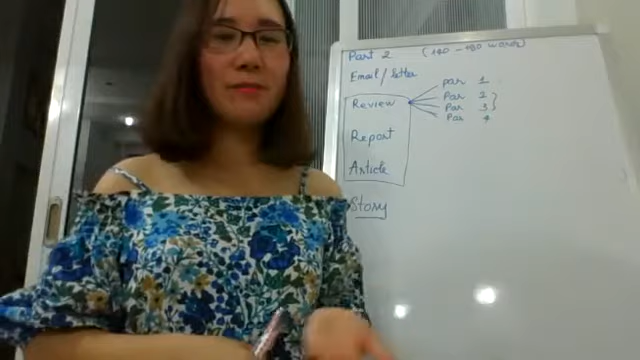 Part 2 (140 - 190 words)
Email / letter
Review
par 1
Par 2
Par 3
Par 4
Report
Article
Story